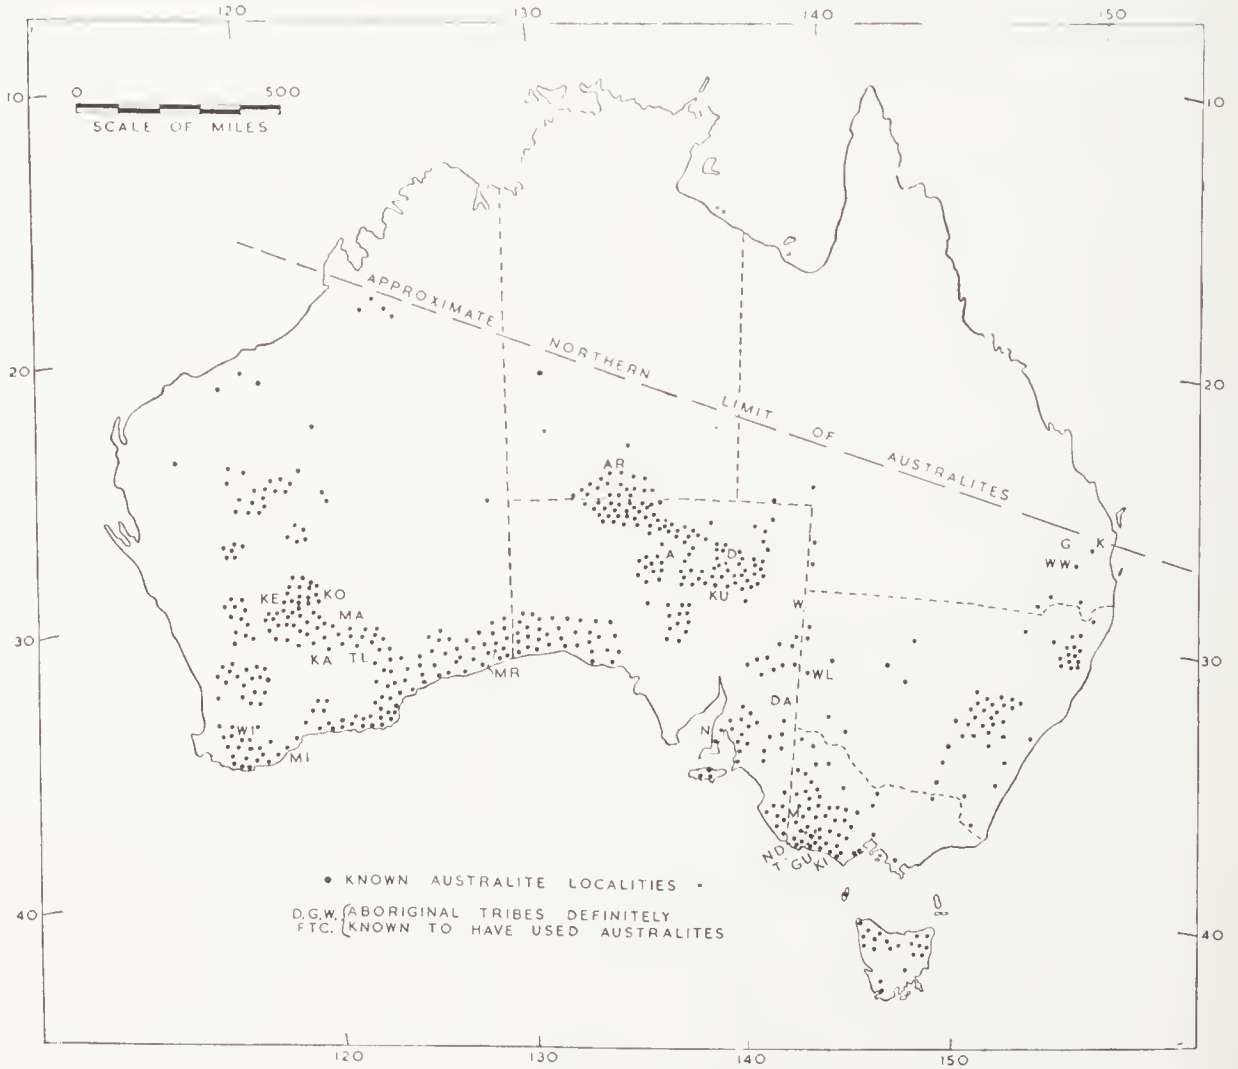 120 130 140 150
0 500
SCALE OF MILES
10 10
APPROXIMATE NORTHERN LIMIT OF AUSTRALITES
20 20
AR
G K
A D
WW
KU
KE KO
W
MA
30 30
KA TL
MR
WL
DA
WI
N
MI
M
ND
T GU KI
• KNOWN AUSTRALITE LOCALITIES •
D.G.W. {ABORIGINAL TRIBES DEFINITELY
ETC. {KNOWN TO HAVE USED AUSTRALITES
40 40
120 130 140 150